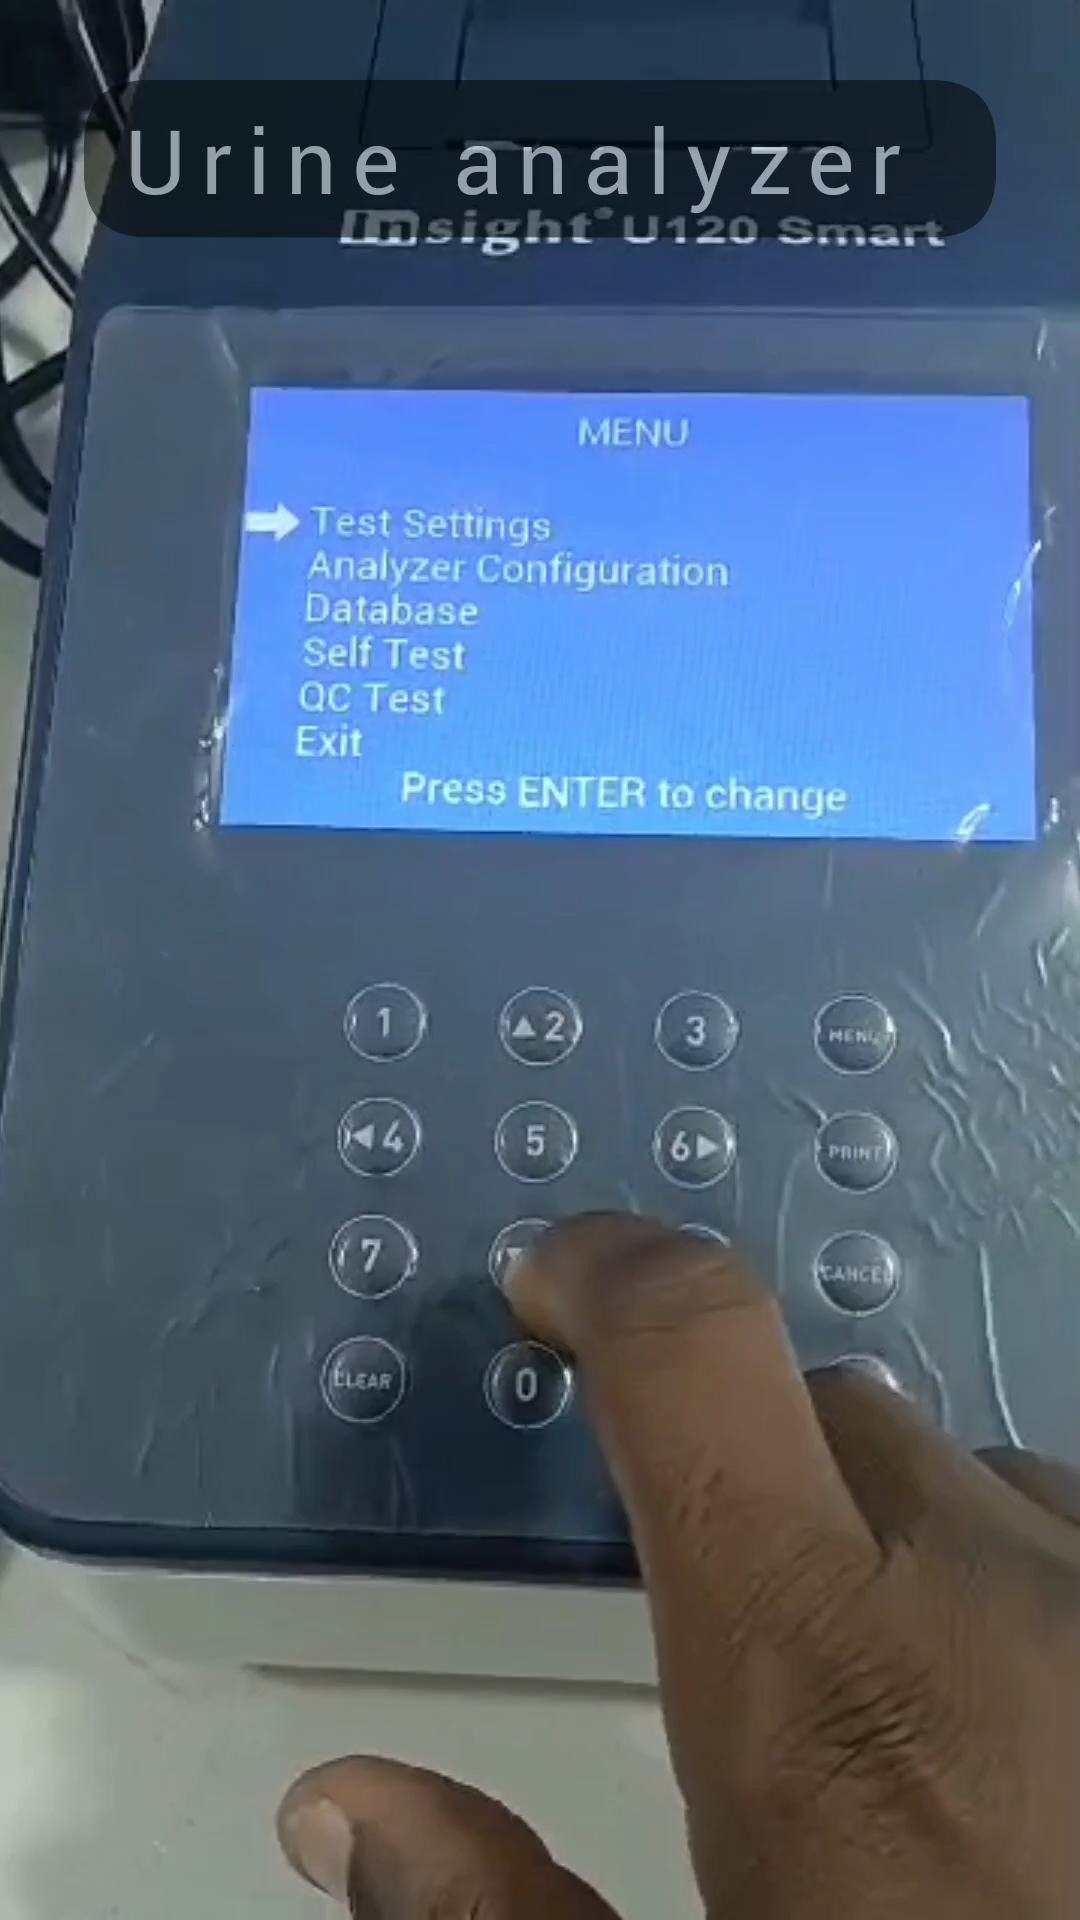 Urine analyzer
Insight U120 Smart
MENU
Test Settings
Analyzer Configuration
Database
Self Test
QC Test
Exit
Press ENTER to change
1 ▲2 3 MENU
◄4 5 6► PRINT
7 ▼ CANCEL
CLEAR 0